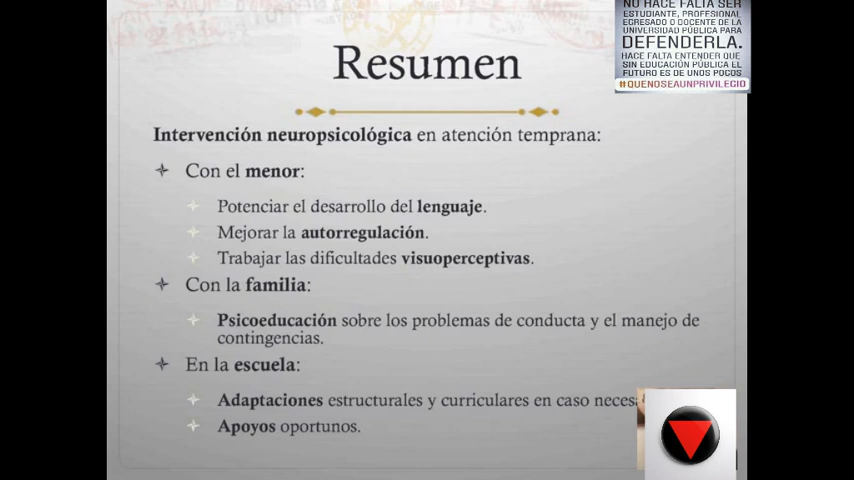 Resumen
NO HACE FALTA SER
ESTUDIANTE, PROFESIONAL
EGRESADO O DOCENTE DE LA
UNIVERSIDAD PÚBLICA PARA
DEFENDERLA.
HACE FALTA ENTENDER QUE
SIN EDUCACIÓN PÚBLICA EL
FUTURO ES DE UNOS POCOS
#QUENOSEAUNPRIVILEGIO
Intervención neuropsicológica en atención temprana:
Con el menor:
Potenciar el desarrollo del lenguaje.
Mejorar la autorregulación.
Trabajar las dificultades visuoperceptivas.
Con la familia:
Psicoeducación sobre los problemas de conducta y el manejo de
contingencias.
En la escuela:
Adaptaciones estructurales y curriculares en caso
Apoyos oportunos.